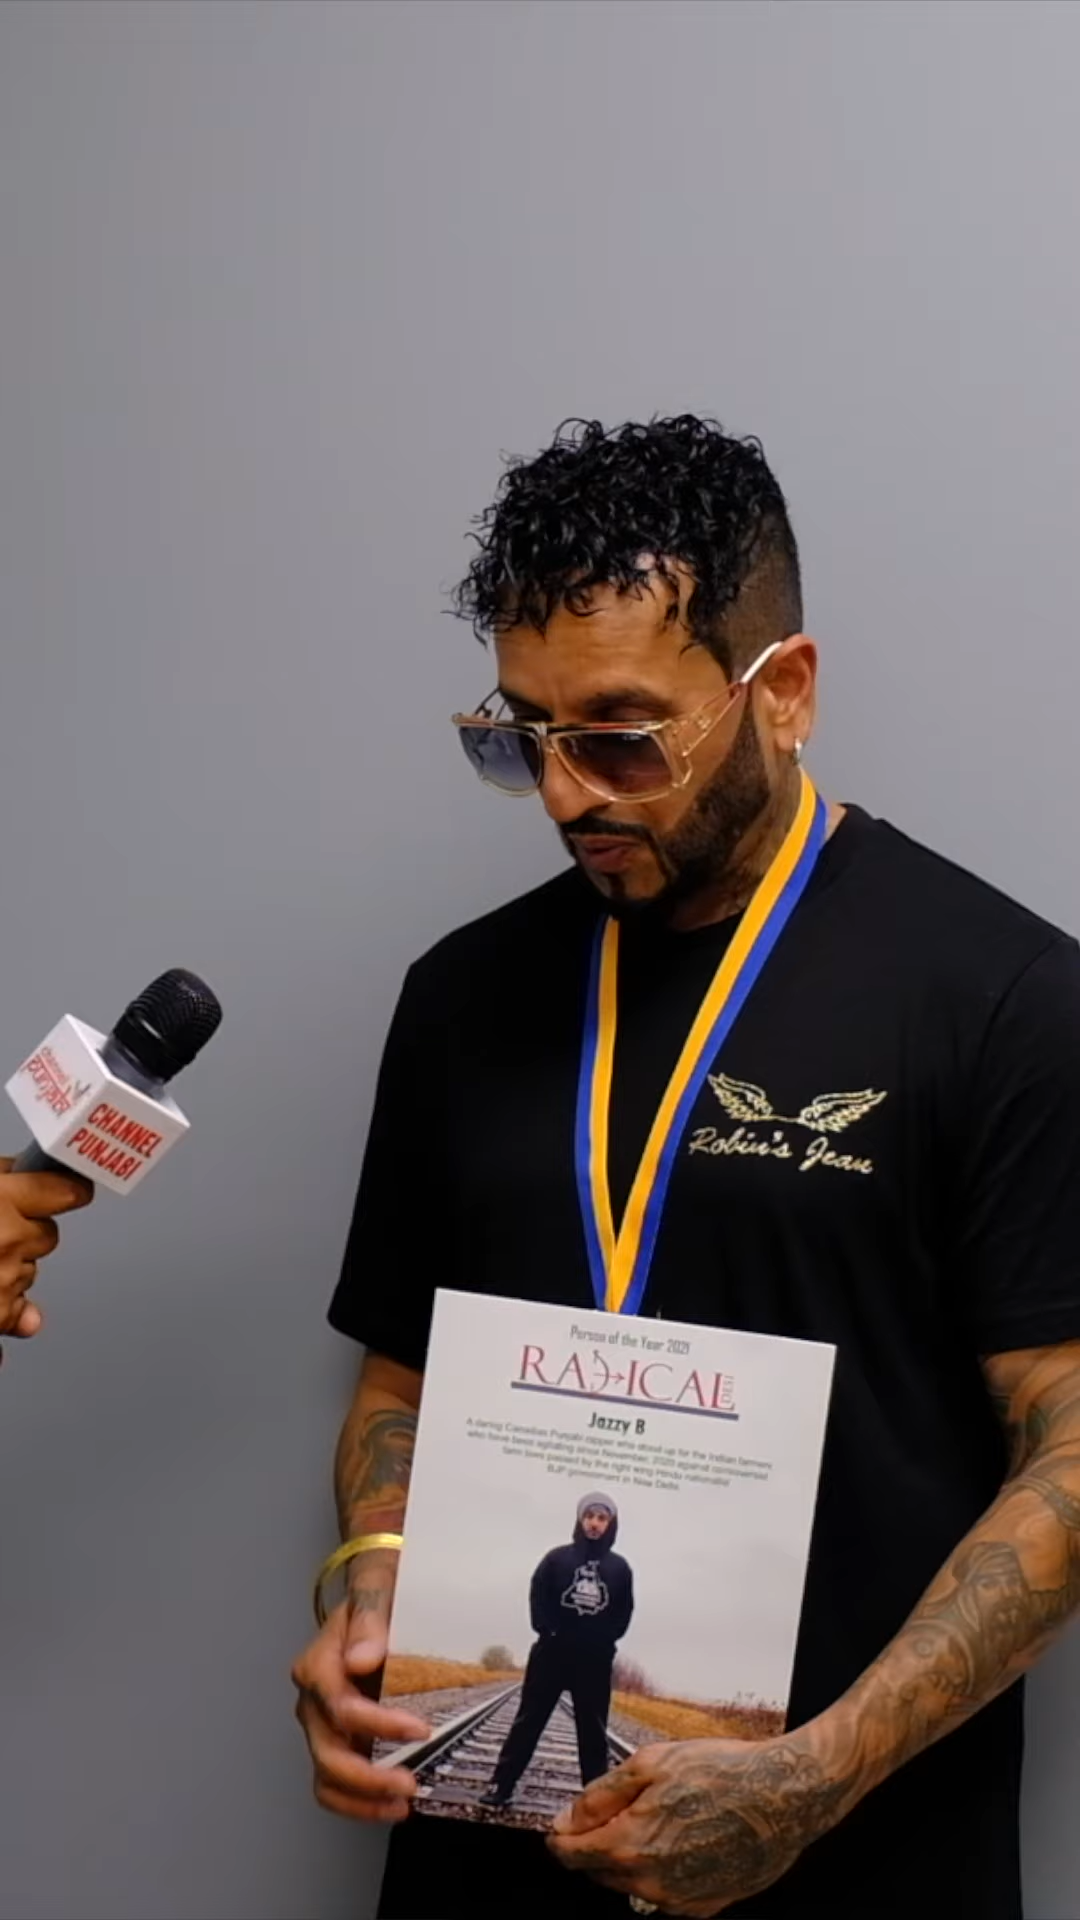 channel
punjabi
CHANNEL
PUNJABI
Robin's Jean
Person of the Year 2021
RADICAL
DESI
Jazzy B
A daring Canadian Punjabi rapper who stood up for the Indian farmers
who have been agitating since November, 2020 against controversial
farm laws passed by the right wing Hindu nationalist
BJP government in New Delhi.